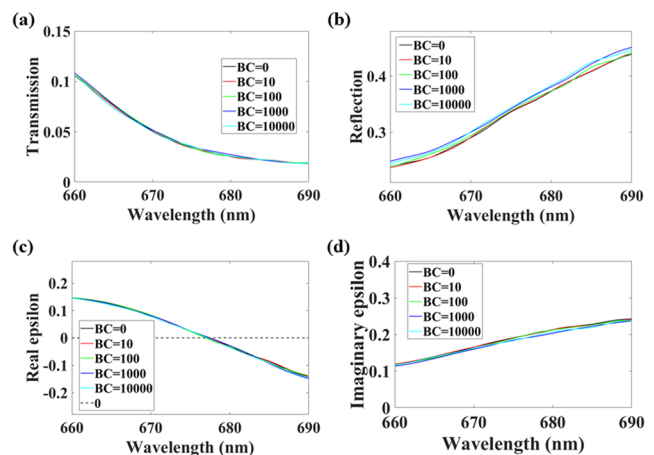 (a)
Transmission
0.15
0.1
0.05
0
BC=0
BC=10
BC=100
BC=1000
BC=10000
660
670
680
690
Wavelength (nm)
(b)
Reflection
0.4
0.3
BC=0
BC=10
BC=100
BC=1000
BC=10000
660
670
680
690
Wavelength (nm)
(c)
Real epsilon
0.2
0.1
0
-0.1
-0.2
BC=0
BC=10
BC=100
BC=1000
BC=10000
0
660
670
680
690
Wavelength (nm)
(d)
Imaginary epsilon
0.4
0.3
0.2
0.1
0
BC=0
BC=10
BC=100
BC=1000
BC=10000
660
670
680
690
Wavelength (nm)